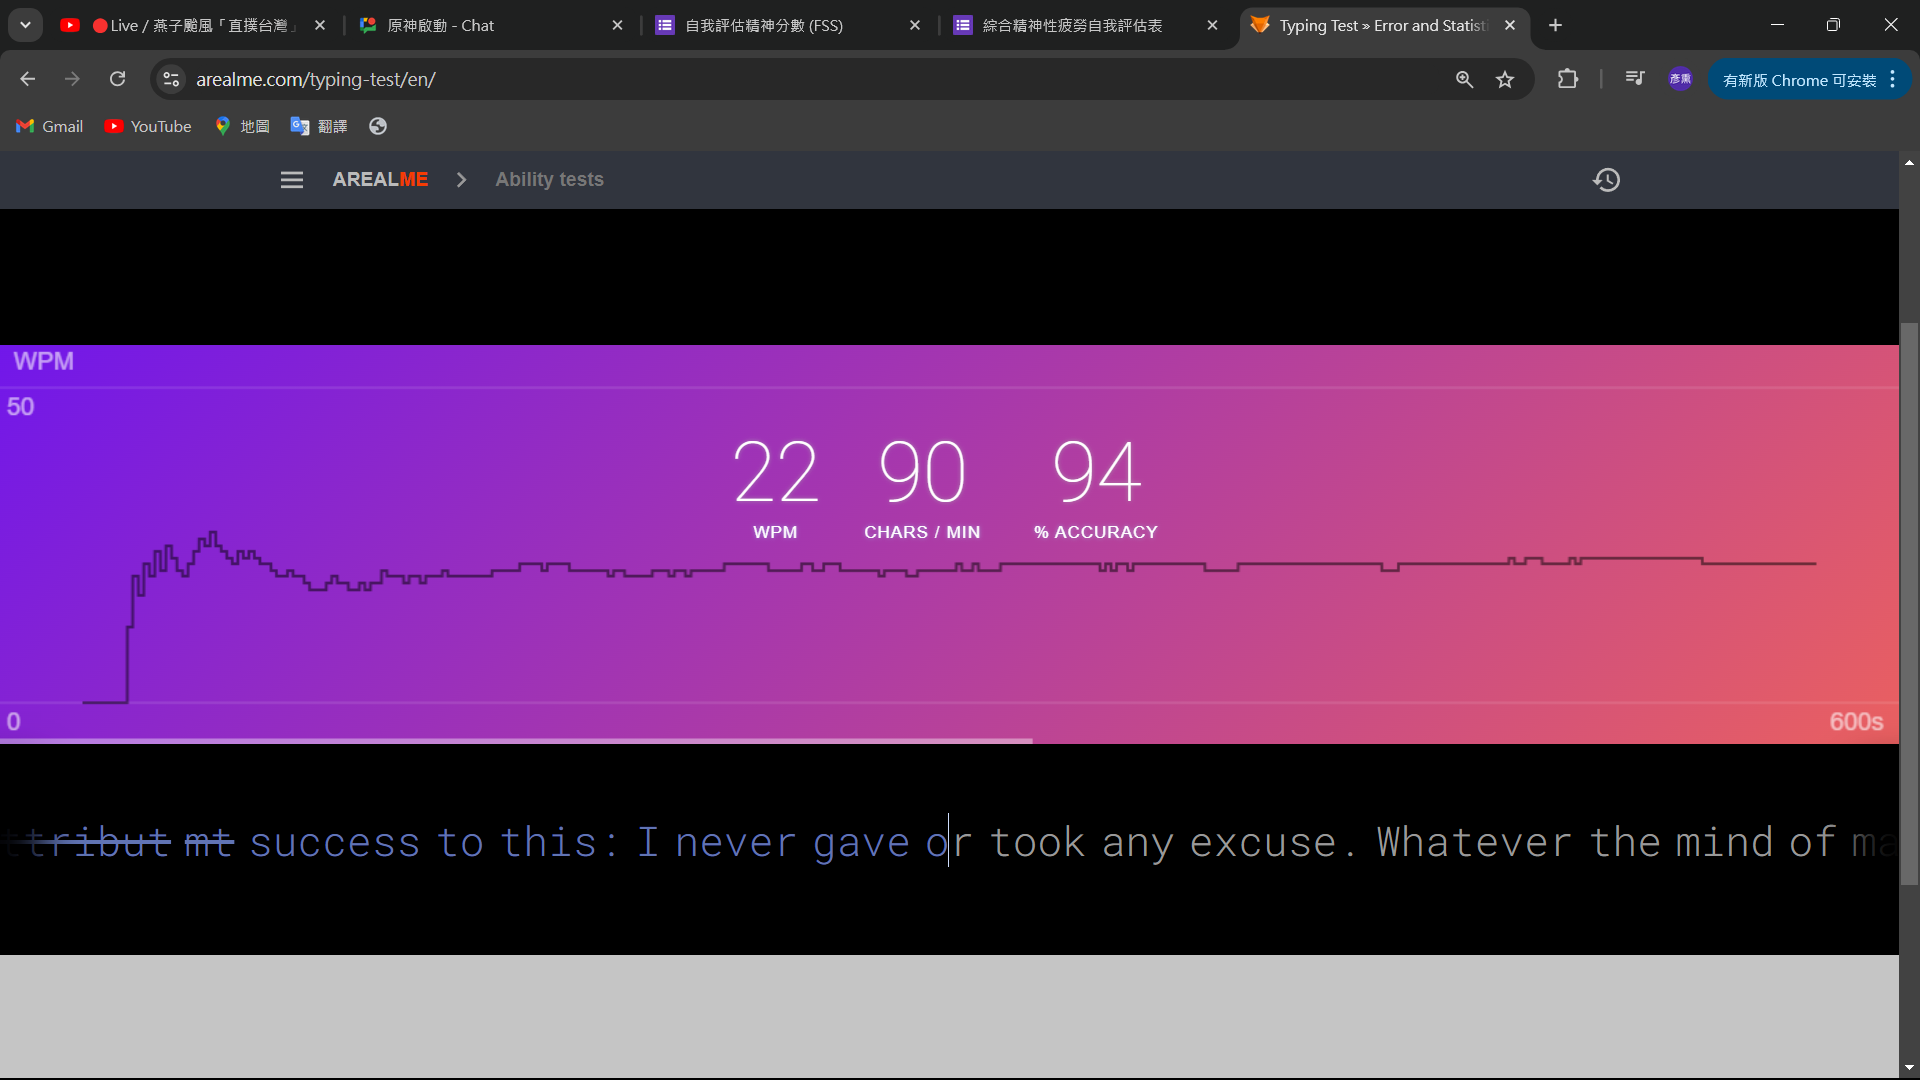 Live / 燕子颱風「直撲台灣」
原神啟動 - Chat
自我評估精神分數 (FSS)
綜合精神性疲勞自我評估表
Typing Test » Error and Statisti
arealme.com/typing-test/en/
彥熏
有新版 Chrome 可安裝
Gmail
YouTube
地圖
翻譯
AREALME
Ability tests
WPM
50
22 90 94
WPM CHARS / MIN % ACCURACY
0
600s
ttribut mt success to this: I never gave or took any excuse. Whatever the mind of ma